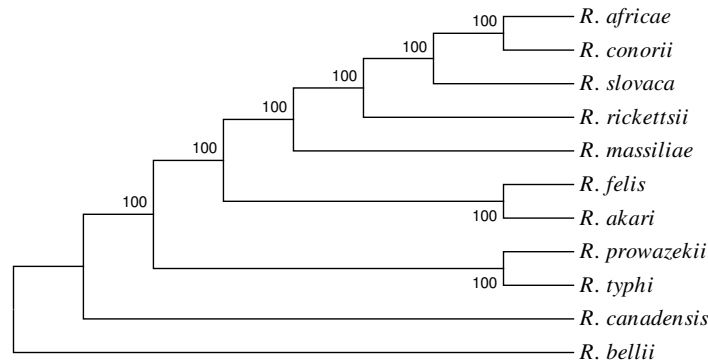 100
R. africae
100
R. conorii
100
R. slovaca
100
R. rickettsii
100
R. massiliae
100
R. felis
100
R. akari
100
R. prowazekii
100
R. typhi
R. canadensis
R. bellii